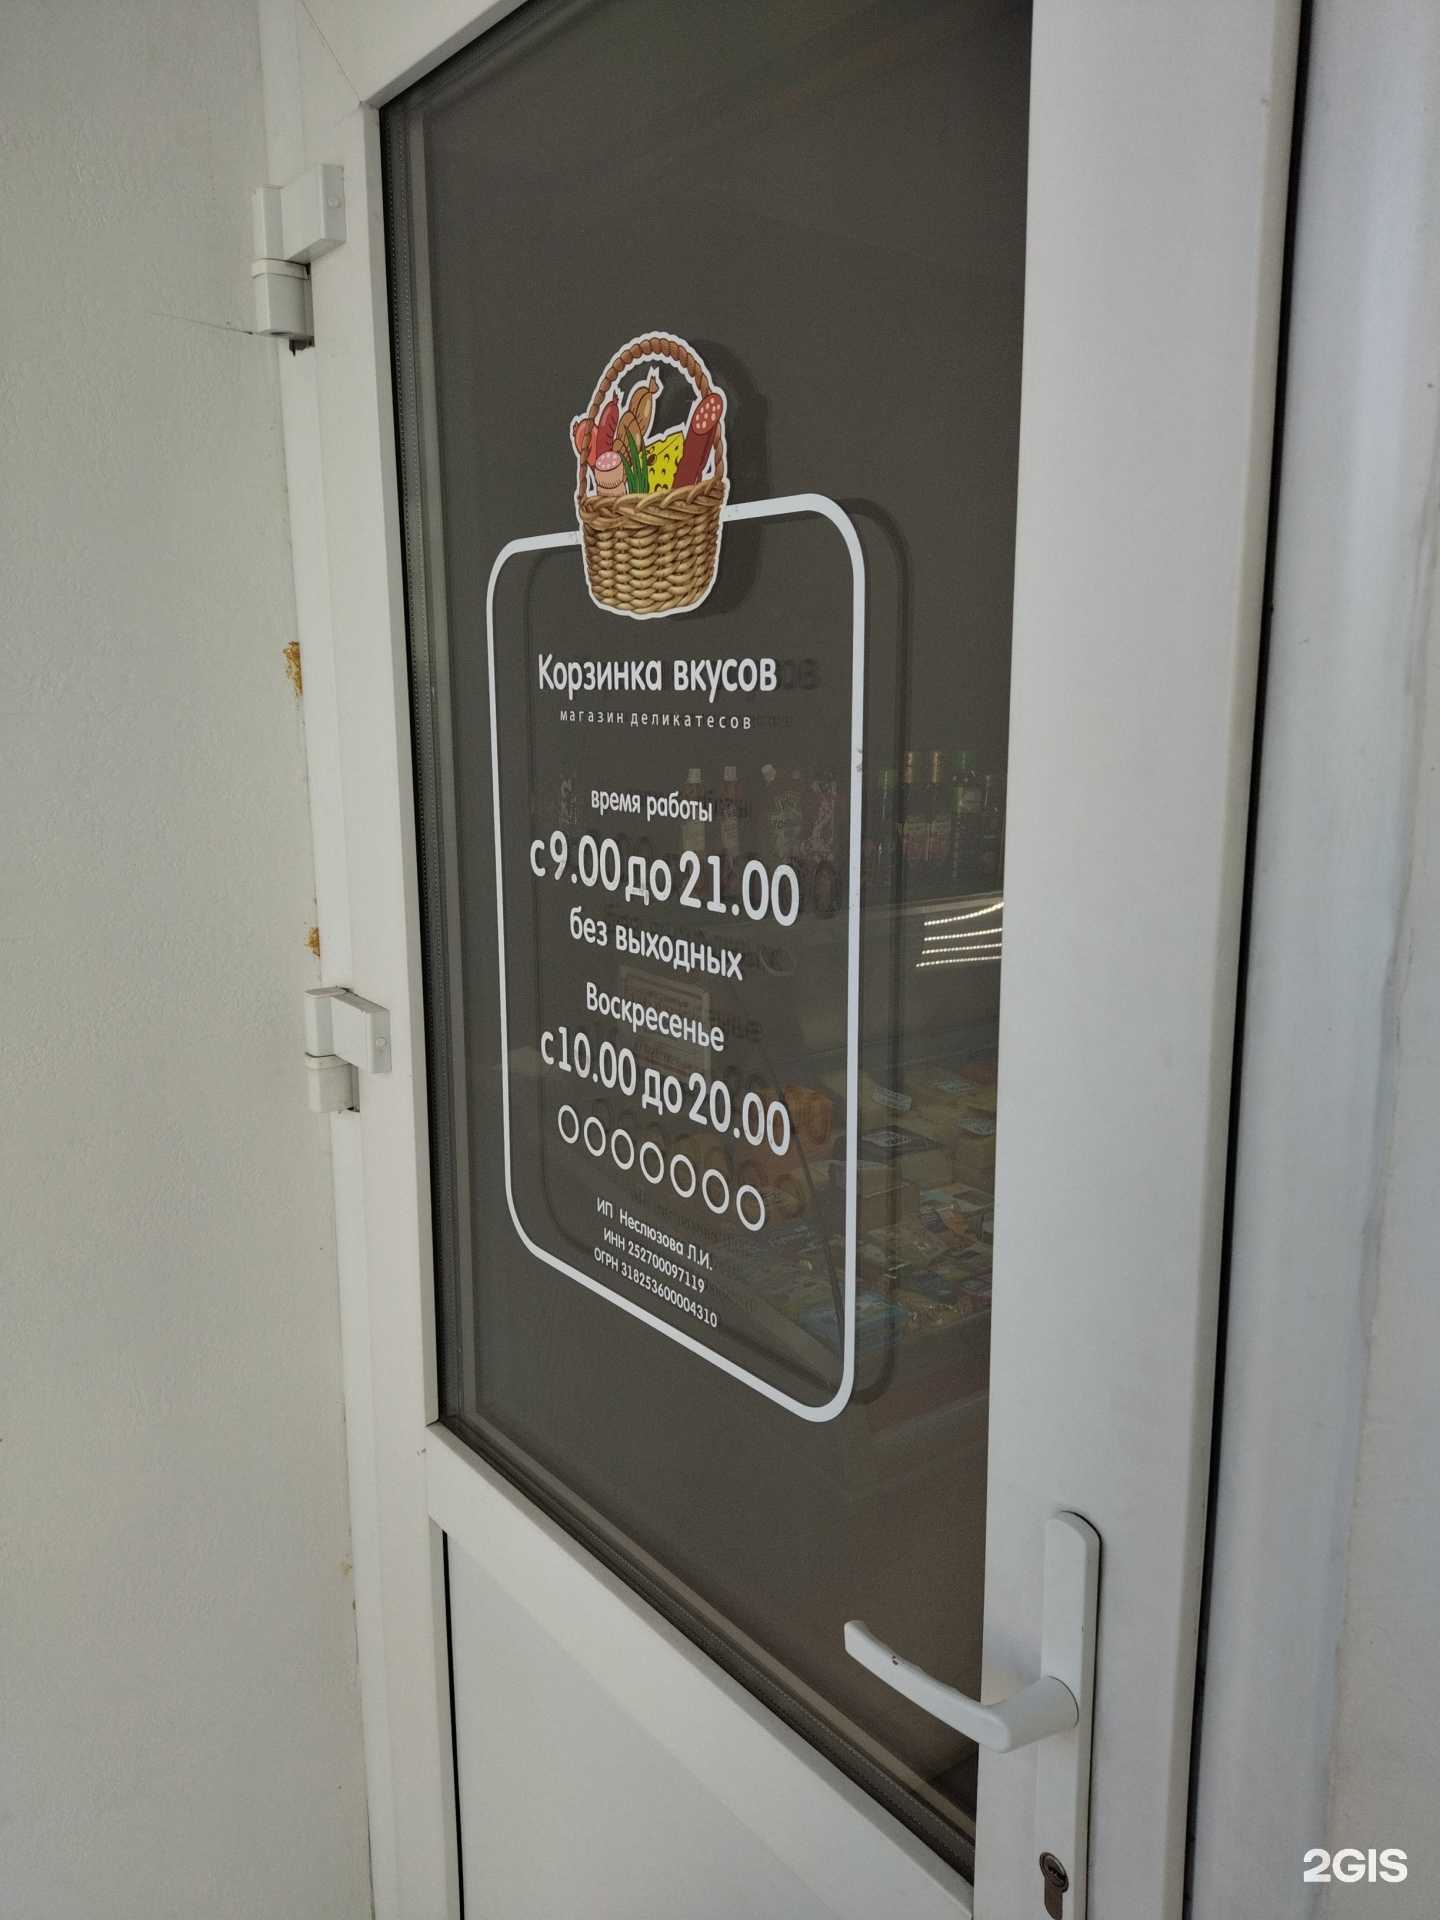 Корзинка вкусов
магазин деликатесов
время работы
с 9.00 до 21.00
без выходных
Воскресенье
с 10.00 до 20.00
ИП Неслюзова Л.И.
ИНН 252700097119
ОГРН 318253600004310
2GIS